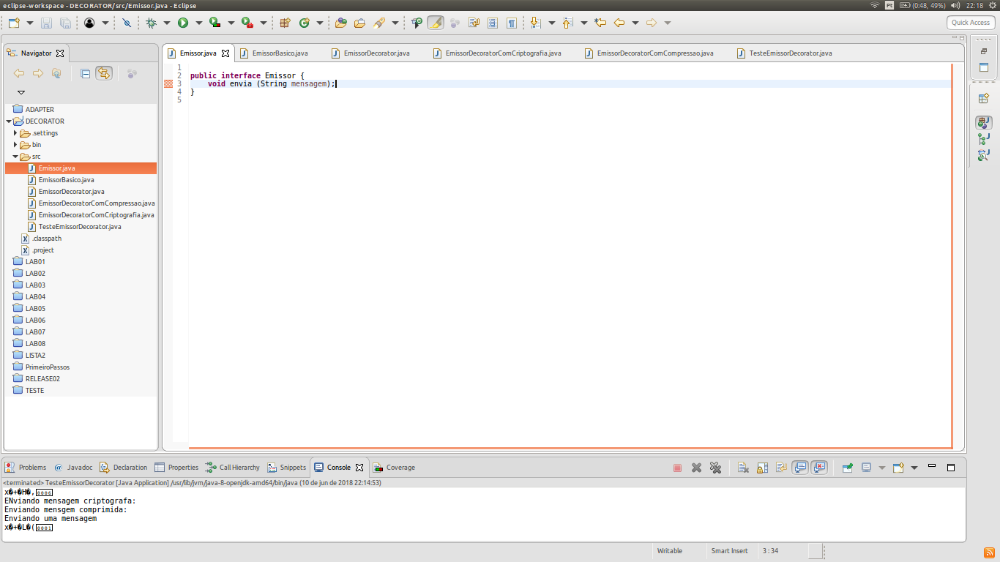 eclipse-workspace - DECORATOR/src/Emissor.java - Eclipse
Pt (0:48, 49%) 22:18
Quick Access
Navigator
Emissor.java EmissorBasico.java EmissorDecorator.java EmissorDecoratorComCriptografia.java EmissorDecoratorComCompressao.java TesteEmissorDecorator.java
ADAPTER
DECORATOR
.settings
bin
src
Emissor.java
EmissorBasico.java
EmissorDecorator.java
EmissorDecoratorComCompressao.java
EmissorDecoratorComCriptografia.java
TesteEmissorDecorator.java
.classpath
.project
LAB01
LAB02
LAB03
LAB04
LAB05
LAB06
LAB07
LAB08
LISTA2
PrimeiroPassos
RELEASE02
TESTE
1
2 public interface Emissor {
3 void envia (String mensagem);
4 }
5
Problems @ Javadoc Declaration Properties Call Hierarchy Snippets Console Coverage
<terminated> TesteEmissorDecorator [Java Application] /usr/lib/jvm/java-8-openjdk-amd64/bin/java (10 de jun de 2018 22:14:53)
x�+�H�,0006
ENviando mensagem criptografa:
Enviando mensgem comprimida:
Enviando uma mensagem
x�+�L�(0001
Writable Smart Insert 3 : 34